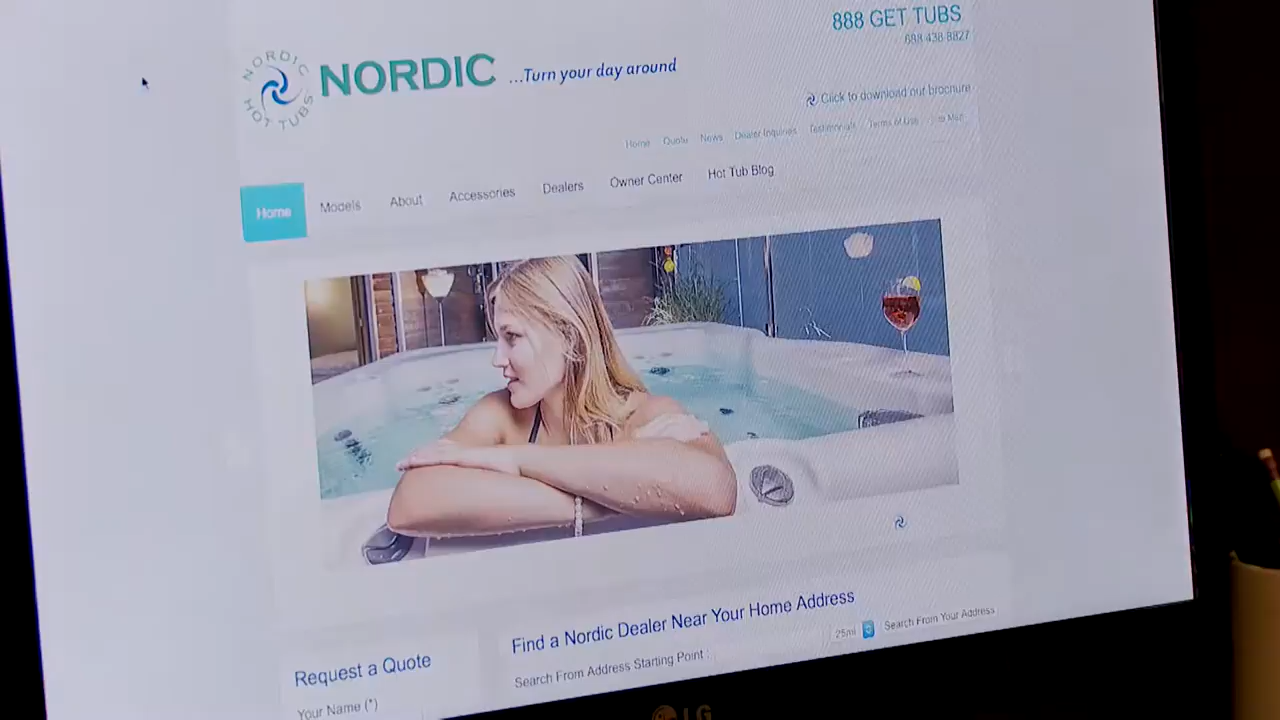 888 GET TUBS
888 438 8827
NORDIC HOT TUBS
NORDIC ...Turn your day around
Click to download our brochure
Home Quote News Dealer Inquiries Testimonials Terms of Use Map
Home Models About Accessories Dealers Owner Center Hot Tub Blog
Find a Nordic Dealer Near Your Home Address
25mi Search From Your Address
Search From Address Starting Point :
Request a Quote
Your Name (*)
LG